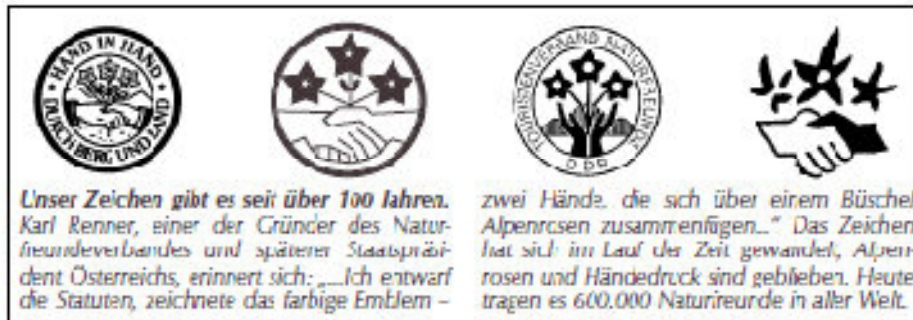 HAND IN HAND
DURCH BERG UND LAND
TOURISTENVERBAND NATURFREUNDE
DDR
Unser Zeichen gibt es seit über 100 Jahren.
Karl Renner, einer der Gründer des Natur-
freundeverbandes und späterer Staatspräsi-
dent Österreichs, erinnert sich: „...Ich entwarf
die Statuten, zeichnete das farbige Emblem –
zwei Hände, die sich über einem Büschel
Alpenrosen zusammenfügen..." Das Zeichen
hat sich im Lauf der Zeit gewandelt, Alpen-
rosen und Händedruck sind geblieben. Heute
tragen es 600.000 Naturfreunde in aller Welt.